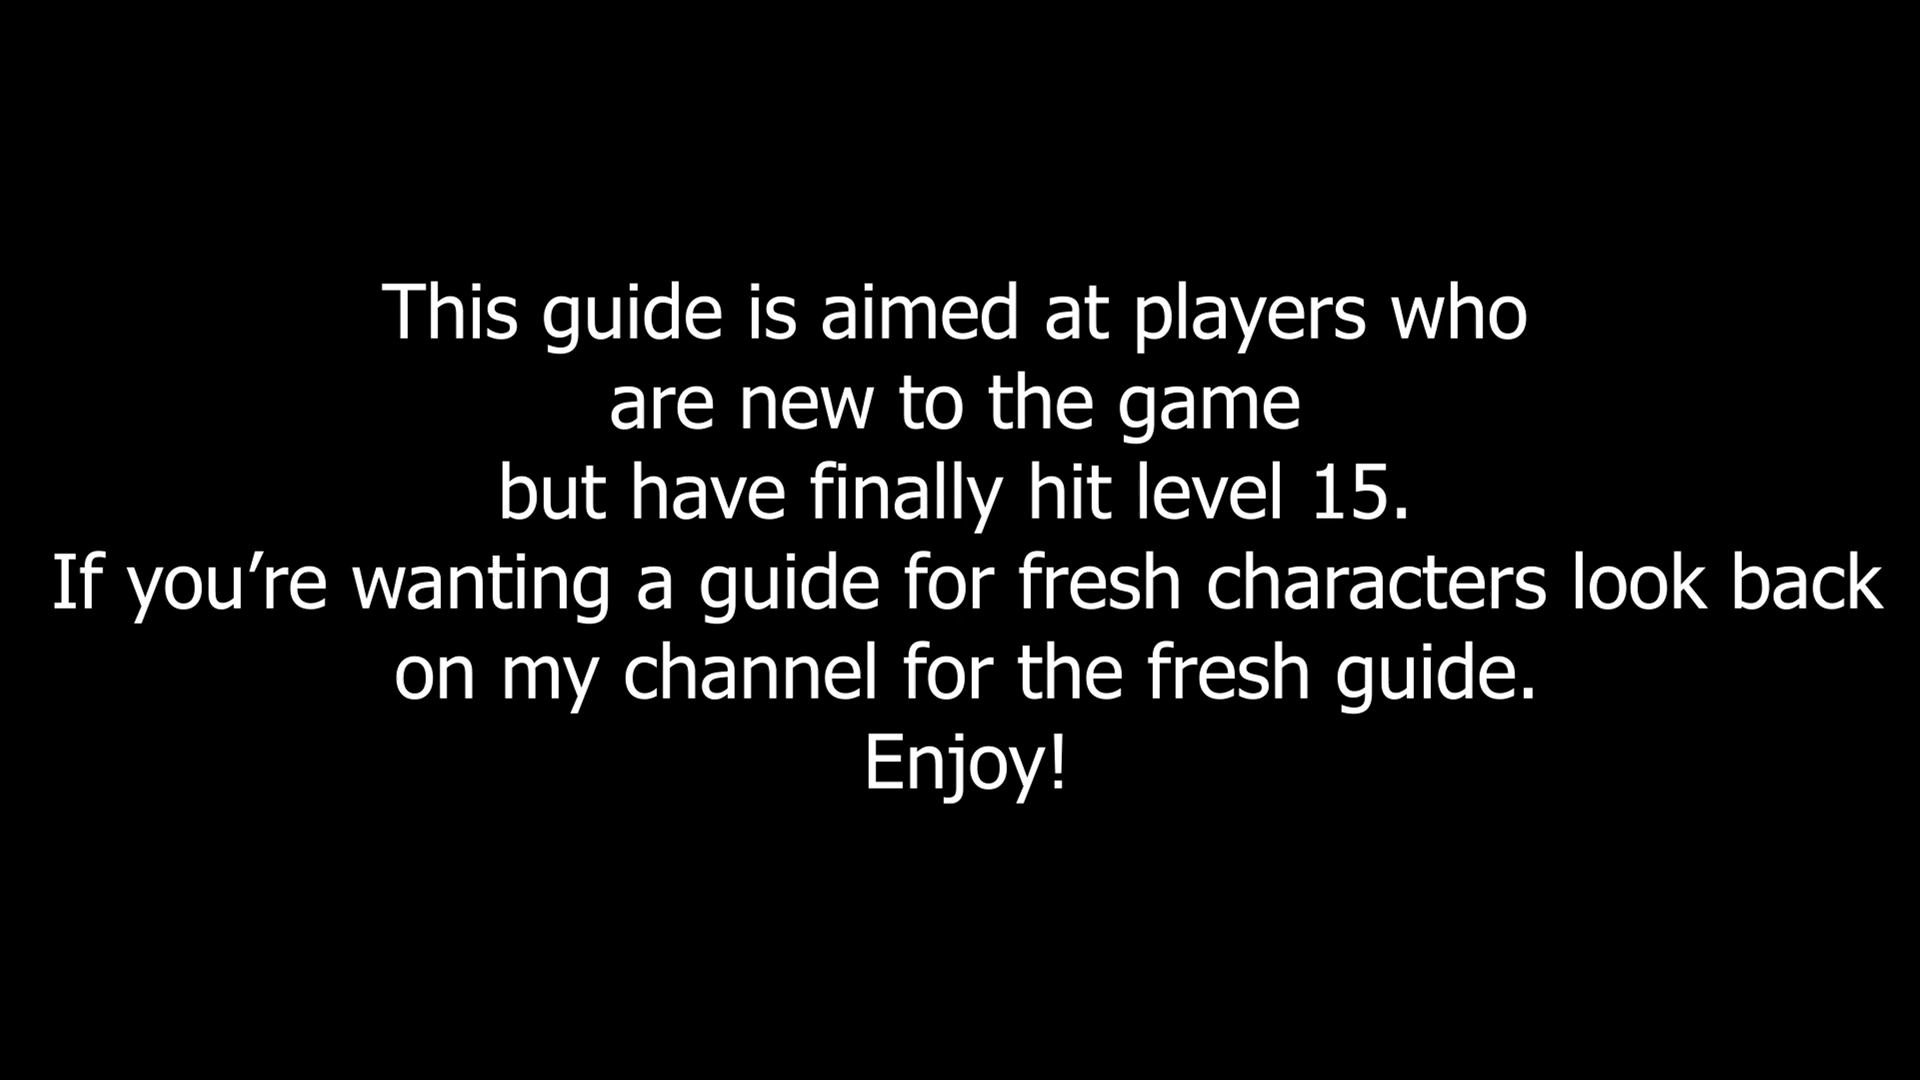 This guide is aimed at players who
are new to the game
but have finally hit level 15.
If you’re wanting a guide for fresh characters look back
on my channel for the fresh guide.
Enjoy!